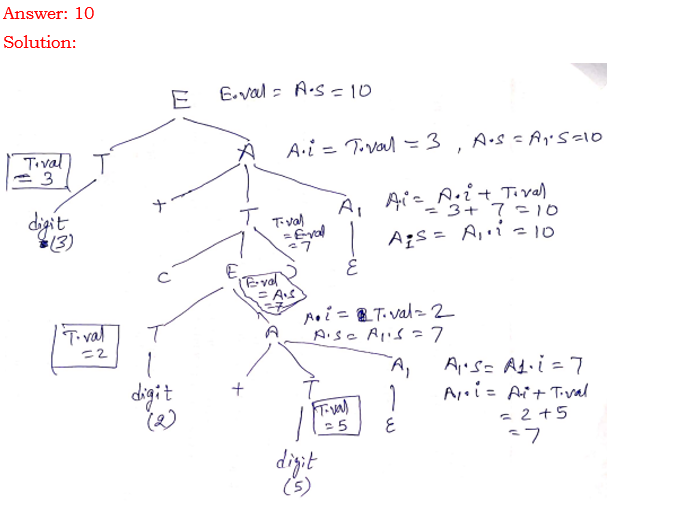 Answer: 10
Solution:
E E.val = A.s = 10
T.val = 3 T A A.i = T.val = 3 , A.s = A₁.s = 10
digit (3) + T T.val = E.val = 7 A₁ A₁.i = A.i + T.val
= 3 + 7 = 10
A₁.s = A₁.i = 10
( E ) ε
E.val = A.s = 7
T.val = 2 T A A.i = T.val = 2
A.s = A₁.s = 7
digit (2) + T A₁ A₁.s = A1.i = 7
T.val = 5 ε A₁.i = A.i + T.val
= 2 + 5
= 7
digit
(5)